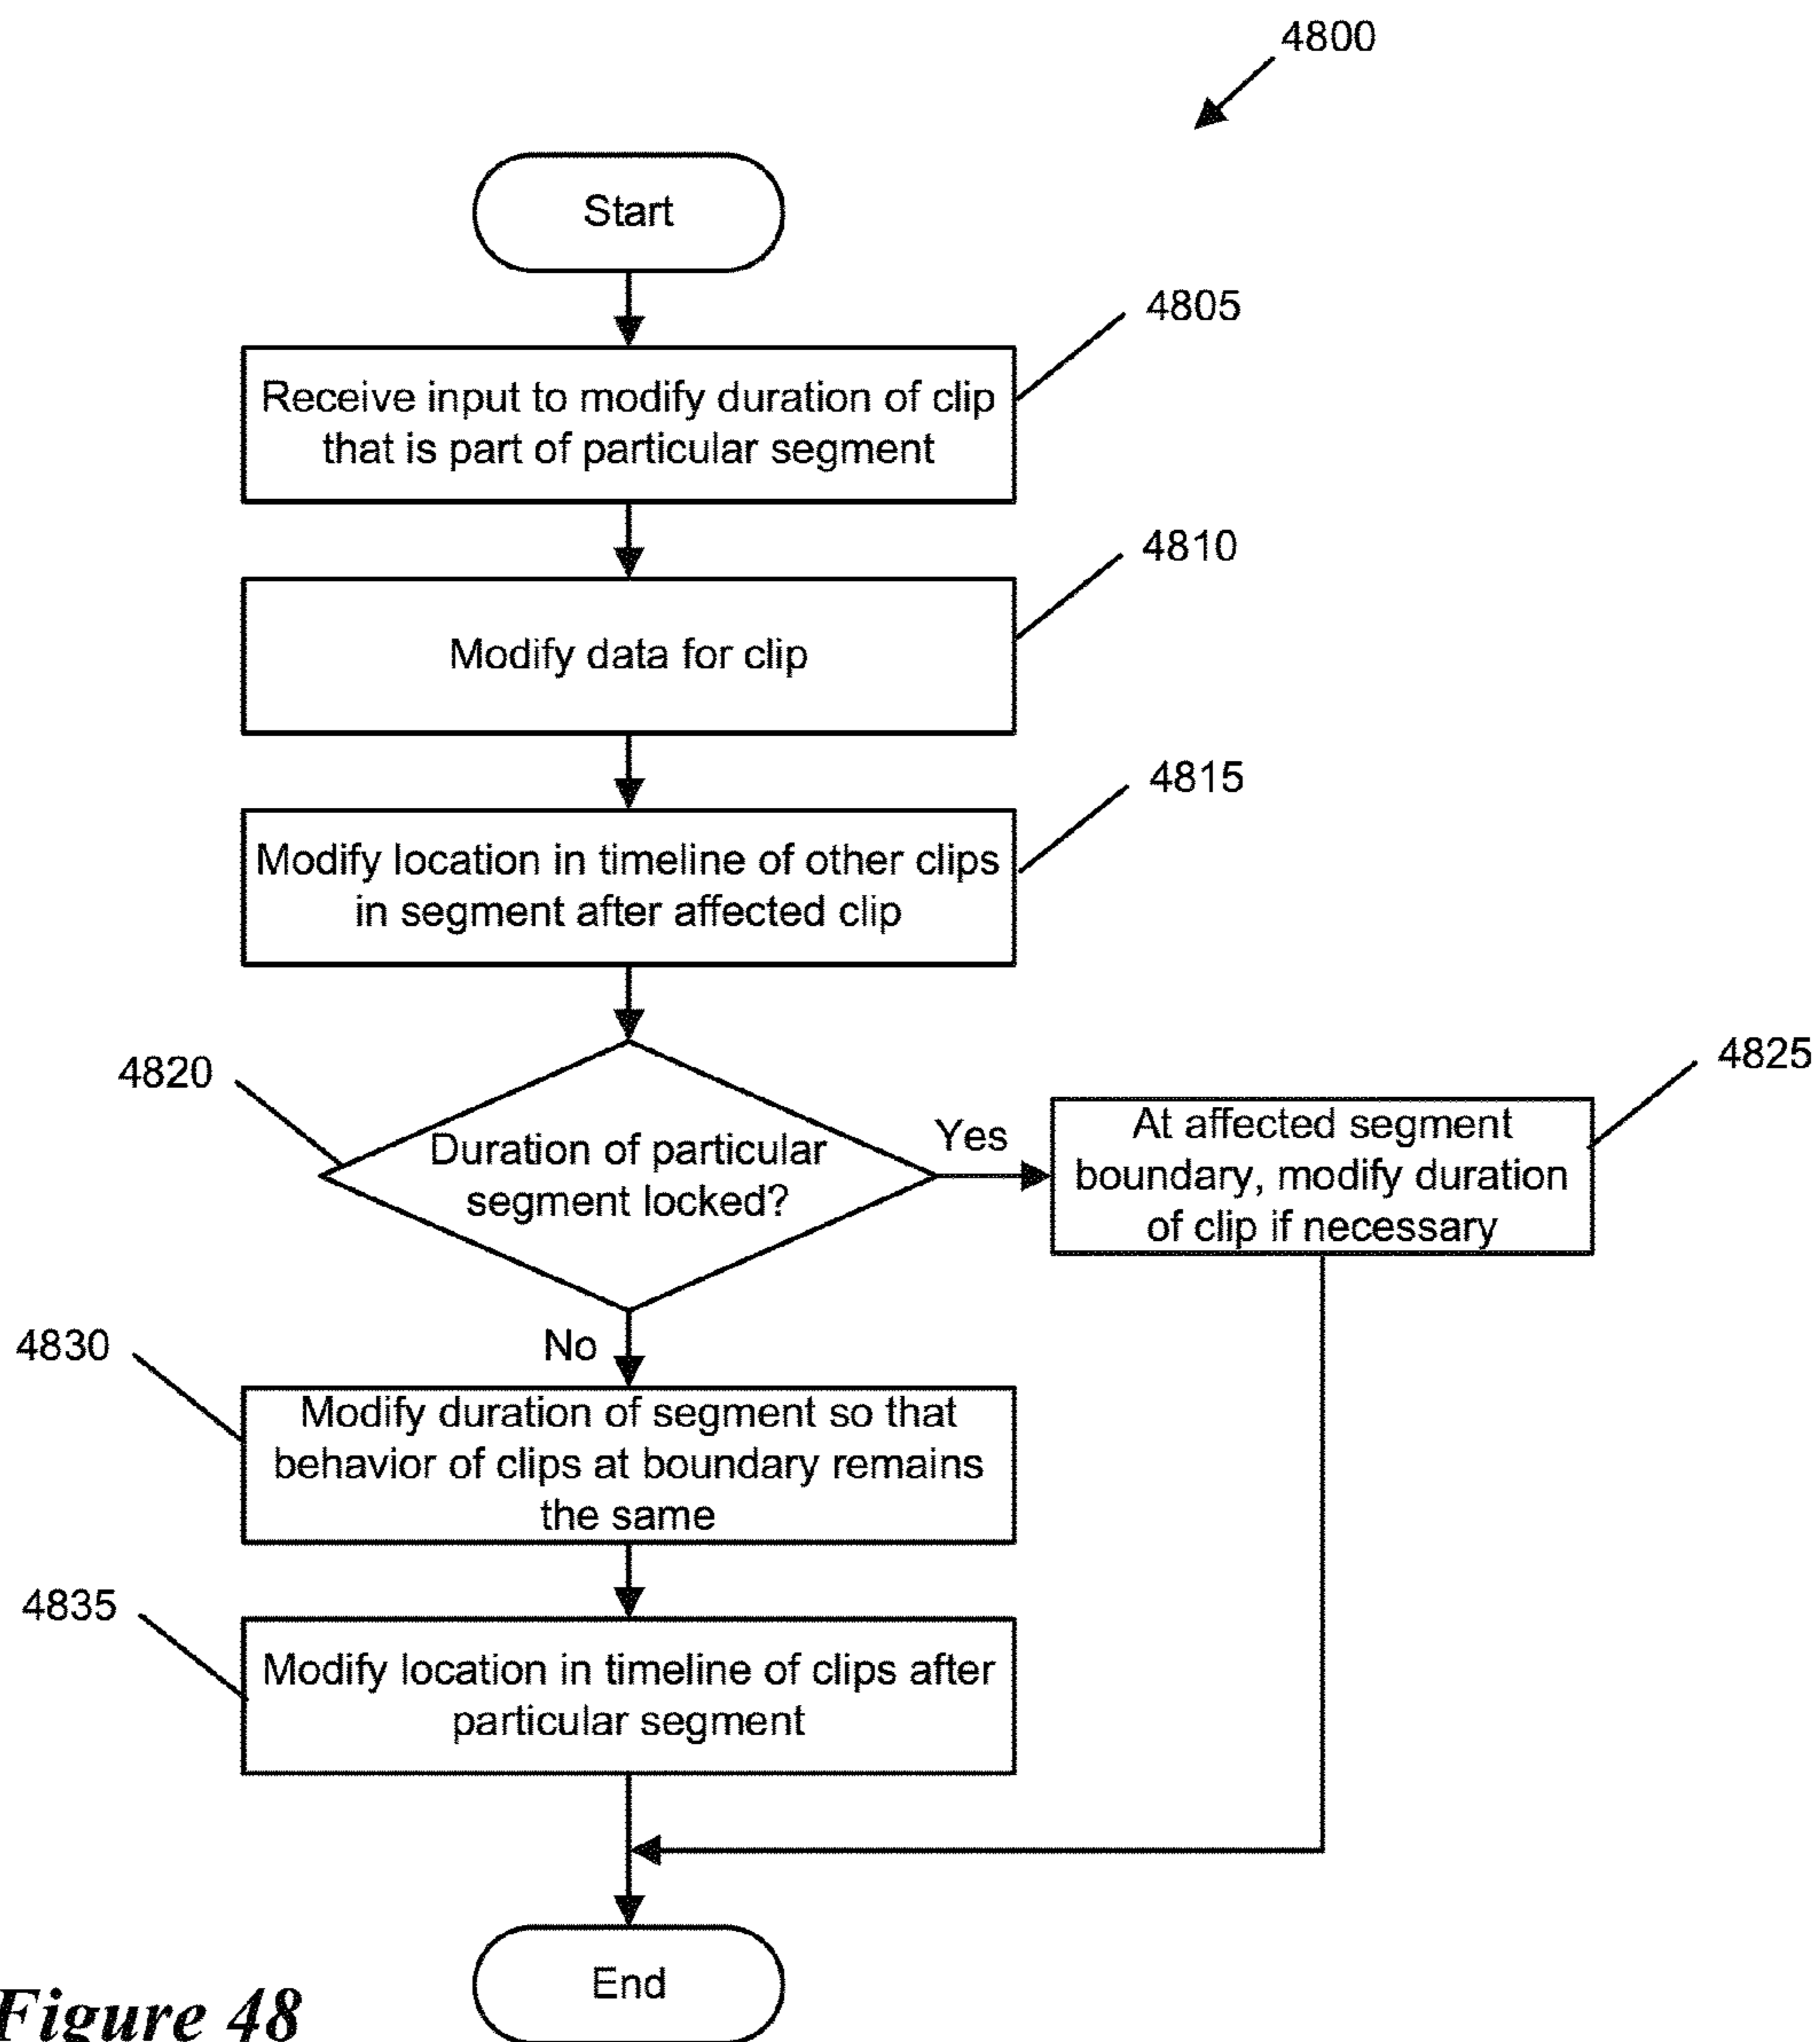 4800
Start
4805
Receive input to modify duration of clip
that is part of particular segment
4810
Modify data for clip
4815
Modify location in timeline of other clips
in segment after affected clip
4820
Duration of particular
segment locked?
Yes
4825
At affected segment
boundary, modify duration
of clip if necessary
No
4830
Modify duration of segment so that
behavior of clips at boundary remains
the same
4835
Modify location in timeline of clips after
particular segment
End
Figure 48